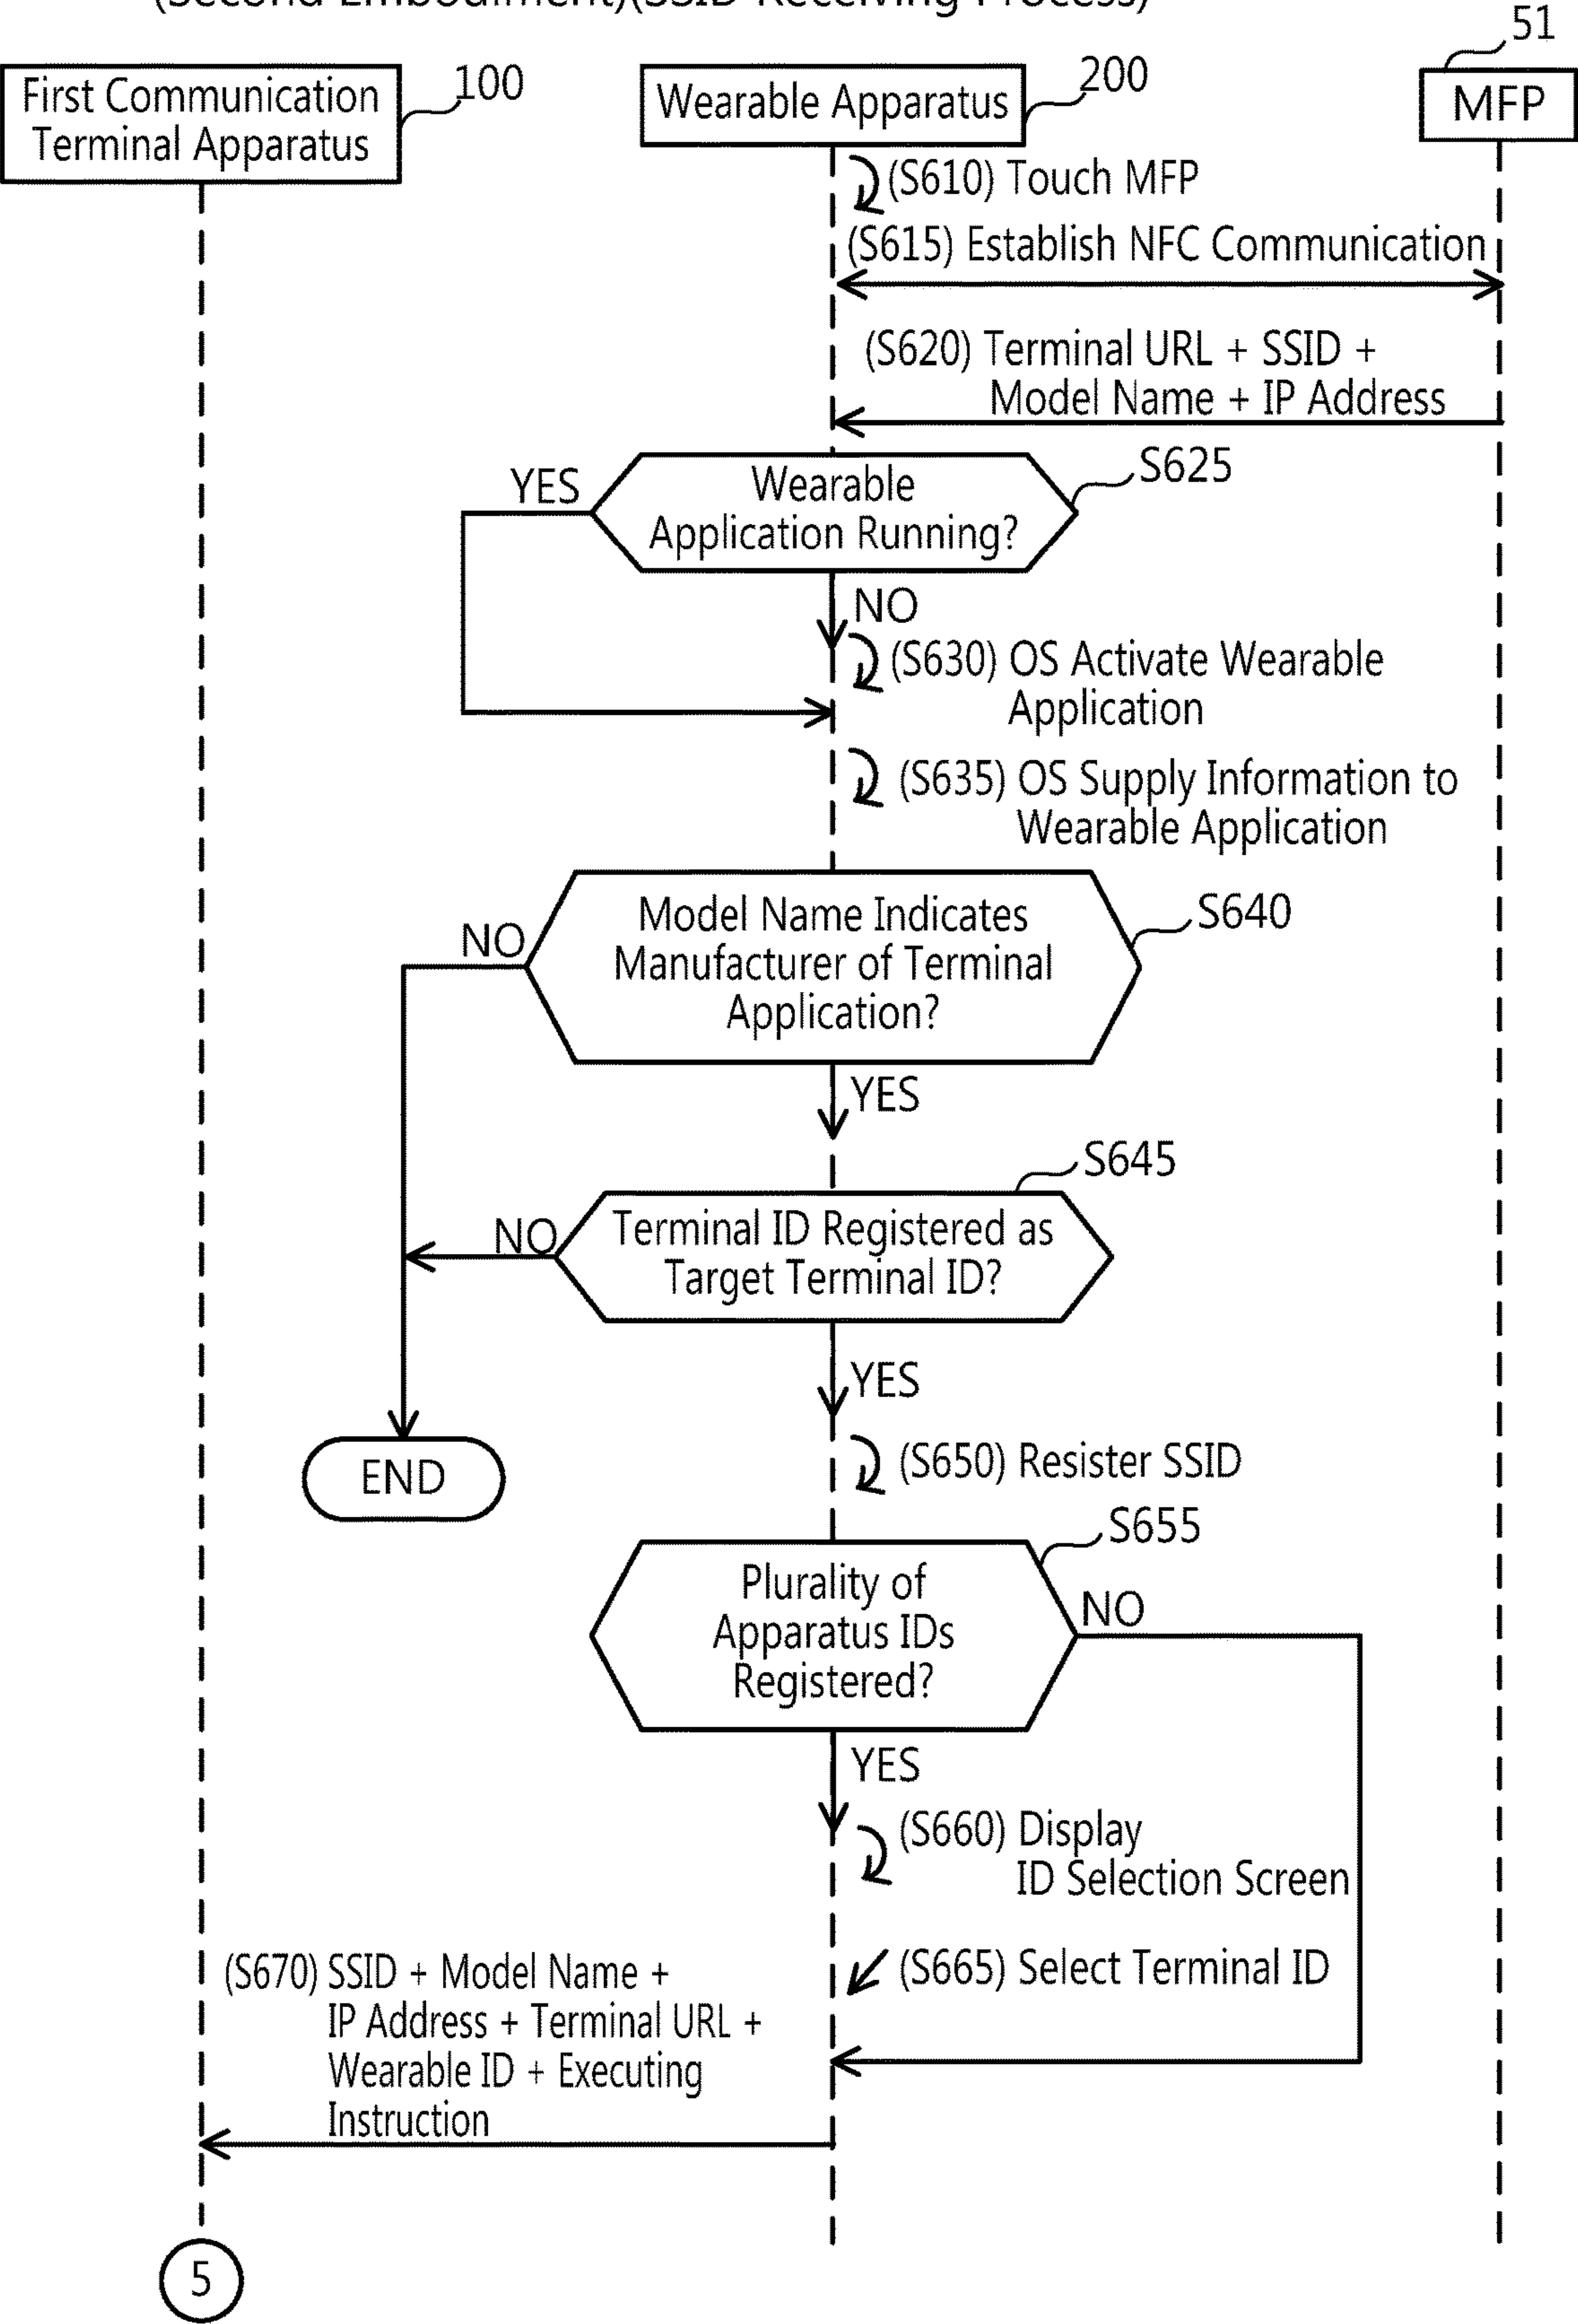 (Second Embodiment)(SSID Receiving Process)
51
First Communication
Terminal Apparatus
100
Wearable Apparatus
200
MFP
(S610) Touch MFP
(S615) Establish NFC Communication
(S620) Terminal URL + SSID +
Model Name + IP Address
YES
Wearable
Application Running?
S625
NO
(S630) OS Activate Wearable
Application
(S635) OS Supply Information to
Wearable Application
NO
Model Name Indicates
Manufacturer of Terminal
Application?
S640
YES
S645
NO
Terminal ID Registered as
Target Terminal ID?
YES
END
(S650) Resister SSID
S655
Plurality of
Apparatus IDs
Registered?
NO
YES
(S660) Display
ID Selection Screen
(S665) Select Terminal ID
(S670) SSID + Model Name +
IP Address + Terminal URL +
Wearable ID + Executing
Instruction
5